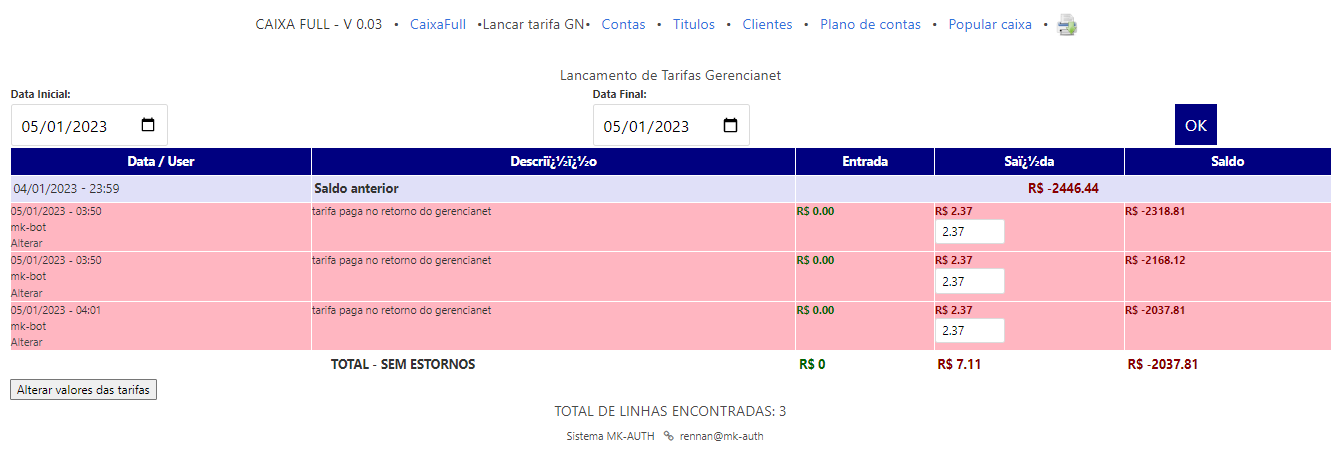 CAIXA FULL - V 0.03 • CaixaFull •Lancar tarifa GN• Contas • Titulos • Clientes • Plano de contas • Popular caixa •
Lancamento de Tarifas Gerencianet
Data Inicial: Data Final:
05/01/2023 05/01/2023 OK
Data / User Descriï¿½ï¿½o Entrada Saï¿½da Saldo
04/01/2023 - 23:59 Saldo anterior R$ -2446.44
05/01/2023 - 03:50 tarifa paga no retorno do gerencianet R$ 0.00 R$ 2.37 R$ -2318.81
mk-bot 2.37
Alterar
05/01/2023 - 03:50 tarifa paga no retorno do gerencianet R$ 0.00 R$ 2.37 R$ -2168.12
mk-bot 2.37
Alterar
05/01/2023 - 04:01 tarifa paga no retorno do gerencianet R$ 0.00 R$ 2.37 R$ -2037.81
mk-bot 2.37
Alterar
TOTAL - SEM ESTORNOS R$ 0 R$ 7.11 R$ -2037.81
Alterar valores das tarifas
TOTAL DE LINHAS ENCONTRADAS: 3
Sistema MK-AUTH rennan@mk-auth